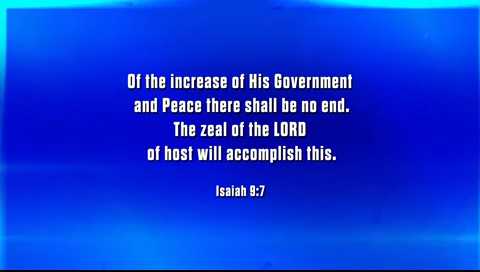 Of the increase of His Government
and Peace there shall be no end.
The zeal of the LORD
of host will accomplish this.
Isaiah 9:7